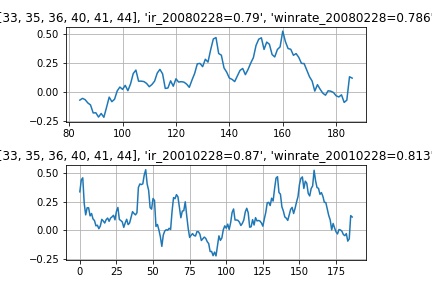 [33, 35, 36, 40, 41, 44], 'ir_20080228=0.79', 'winrate_20080228=0.786'
0.50
0.25
0.00
−0.25
80 100 120 140 160 180
[33, 35, 36, 40, 41, 44], 'ir_20010228=0.87', 'winrate_20010228=0.813'
0.50
0.25
0.00
−0.25
0 25 50 75 100 125 150 175